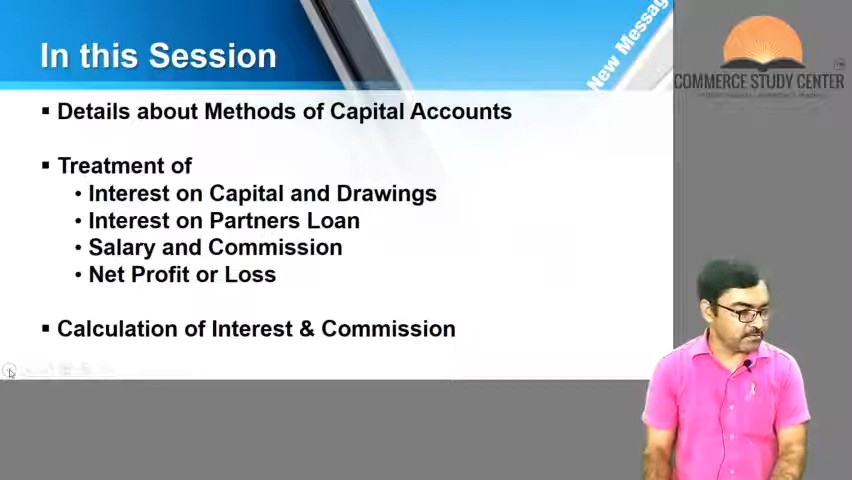 In this Session
New Messag
COMMERCE STUDY CENTER
TM
▪ Details about Methods of Capital Accounts
▪ Treatment of
• Interest on Capital and Drawings
• Interest on Partners Loan
• Salary and Commission
• Net Profit or Loss
▪ Calculation of Interest & Commission